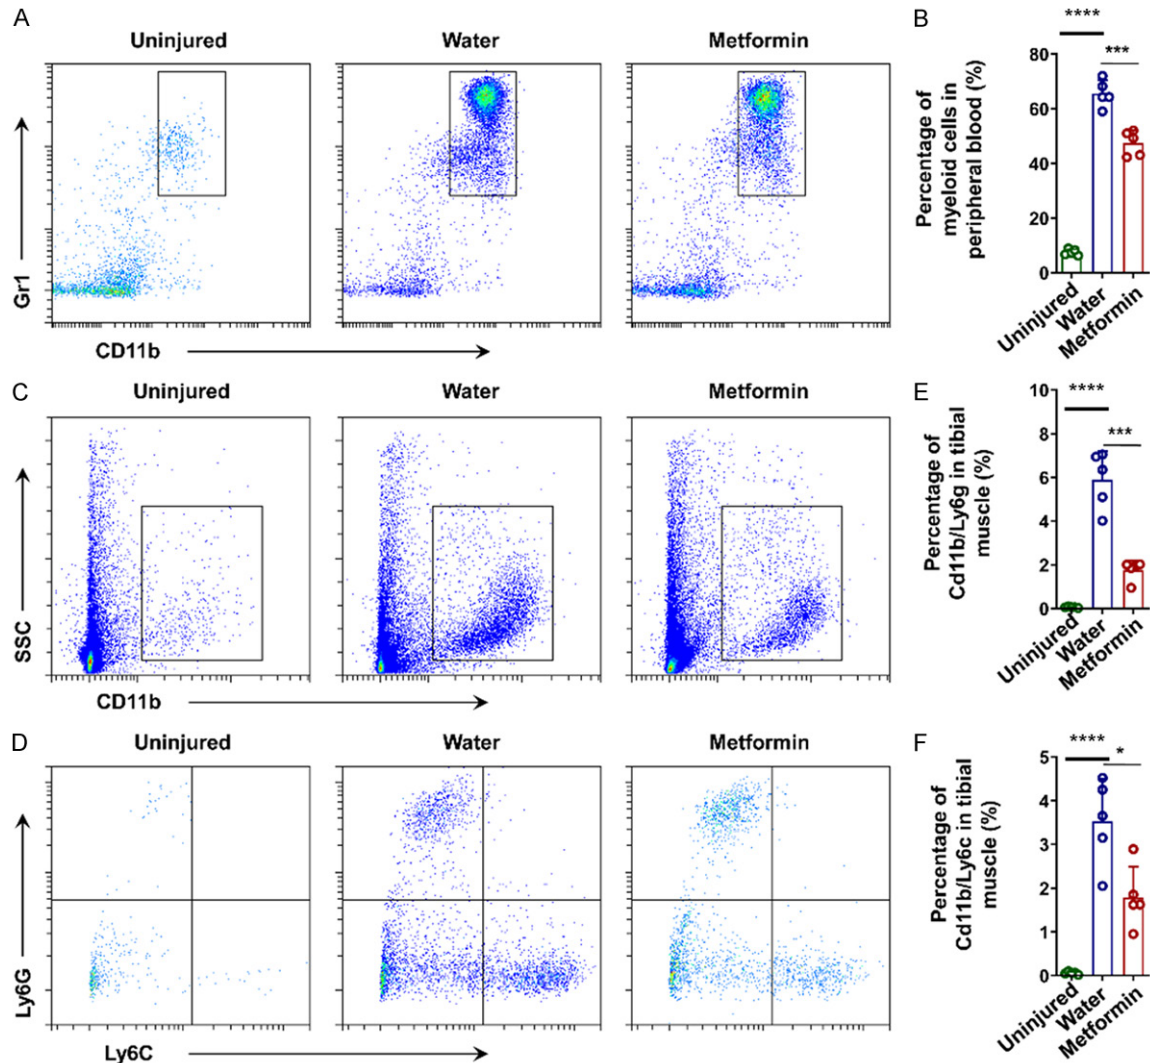 A
Uninjured
Water
Metformin
Gr1
CD11b
B
****
***
Percentage of
myeloid cells in
peripheral blood (%)
80
60
40
20
0
Uninjured
Water
Metformin
C
Uninjured
Water
Metformin
SSC
CD11b
E
****
***
Percentage of
Cd11b/Ly6g in tibial
muscle (%)
10
8
6
4
2
0
Uninjured
Water
Metformin
D
Uninjured
Water
Metformin
Ly6G
Ly6C
F
****
*
Percentage of
Cd11b/Ly6c in tibial
muscle (%)
5
4
3
2
1
0
Uninjured
Water
Metformin